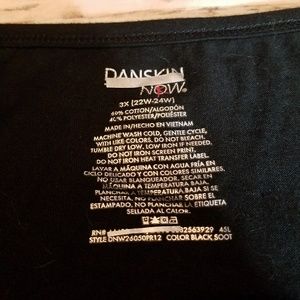 DANSKIN
NOW®
3X (22W-24W)
COTTON/ALGODÓN
POLYESTER/POLIÉSTER
MADE IN/HECHO EN VIETNAM
MACHINE WASH COLD, GENTLE CYCLE,
WITH LIKE COLORS. DO NOT BLEACH.
TUMBLE DRY LOW. LOW IRON IF NEEDED.
DO NOT IRON SCREEN PRINT.
DO NOT IRON HEAT TRANSFER LABEL.
LAVAR A MÁQUINA CON AGUA FRÍA EN
CICLO DELICADO Y CON COLORES SIMILARES.
NO USAR BLANQUEADOR. SECAR EN
MÁQUINA A TEMPERATURA BAJA.
PLANCHAR A TEMPERATURA BAJA SI SE
NECESITA. NO PLANCHAR SOBRE EL
ESTAMPADO. NO PLANCHAR LA ETIQUETA
SELLADA AL CALOR.
RN# 2563929 45L
STYLE DNW26050PR12 COLOR BLACK SOOT